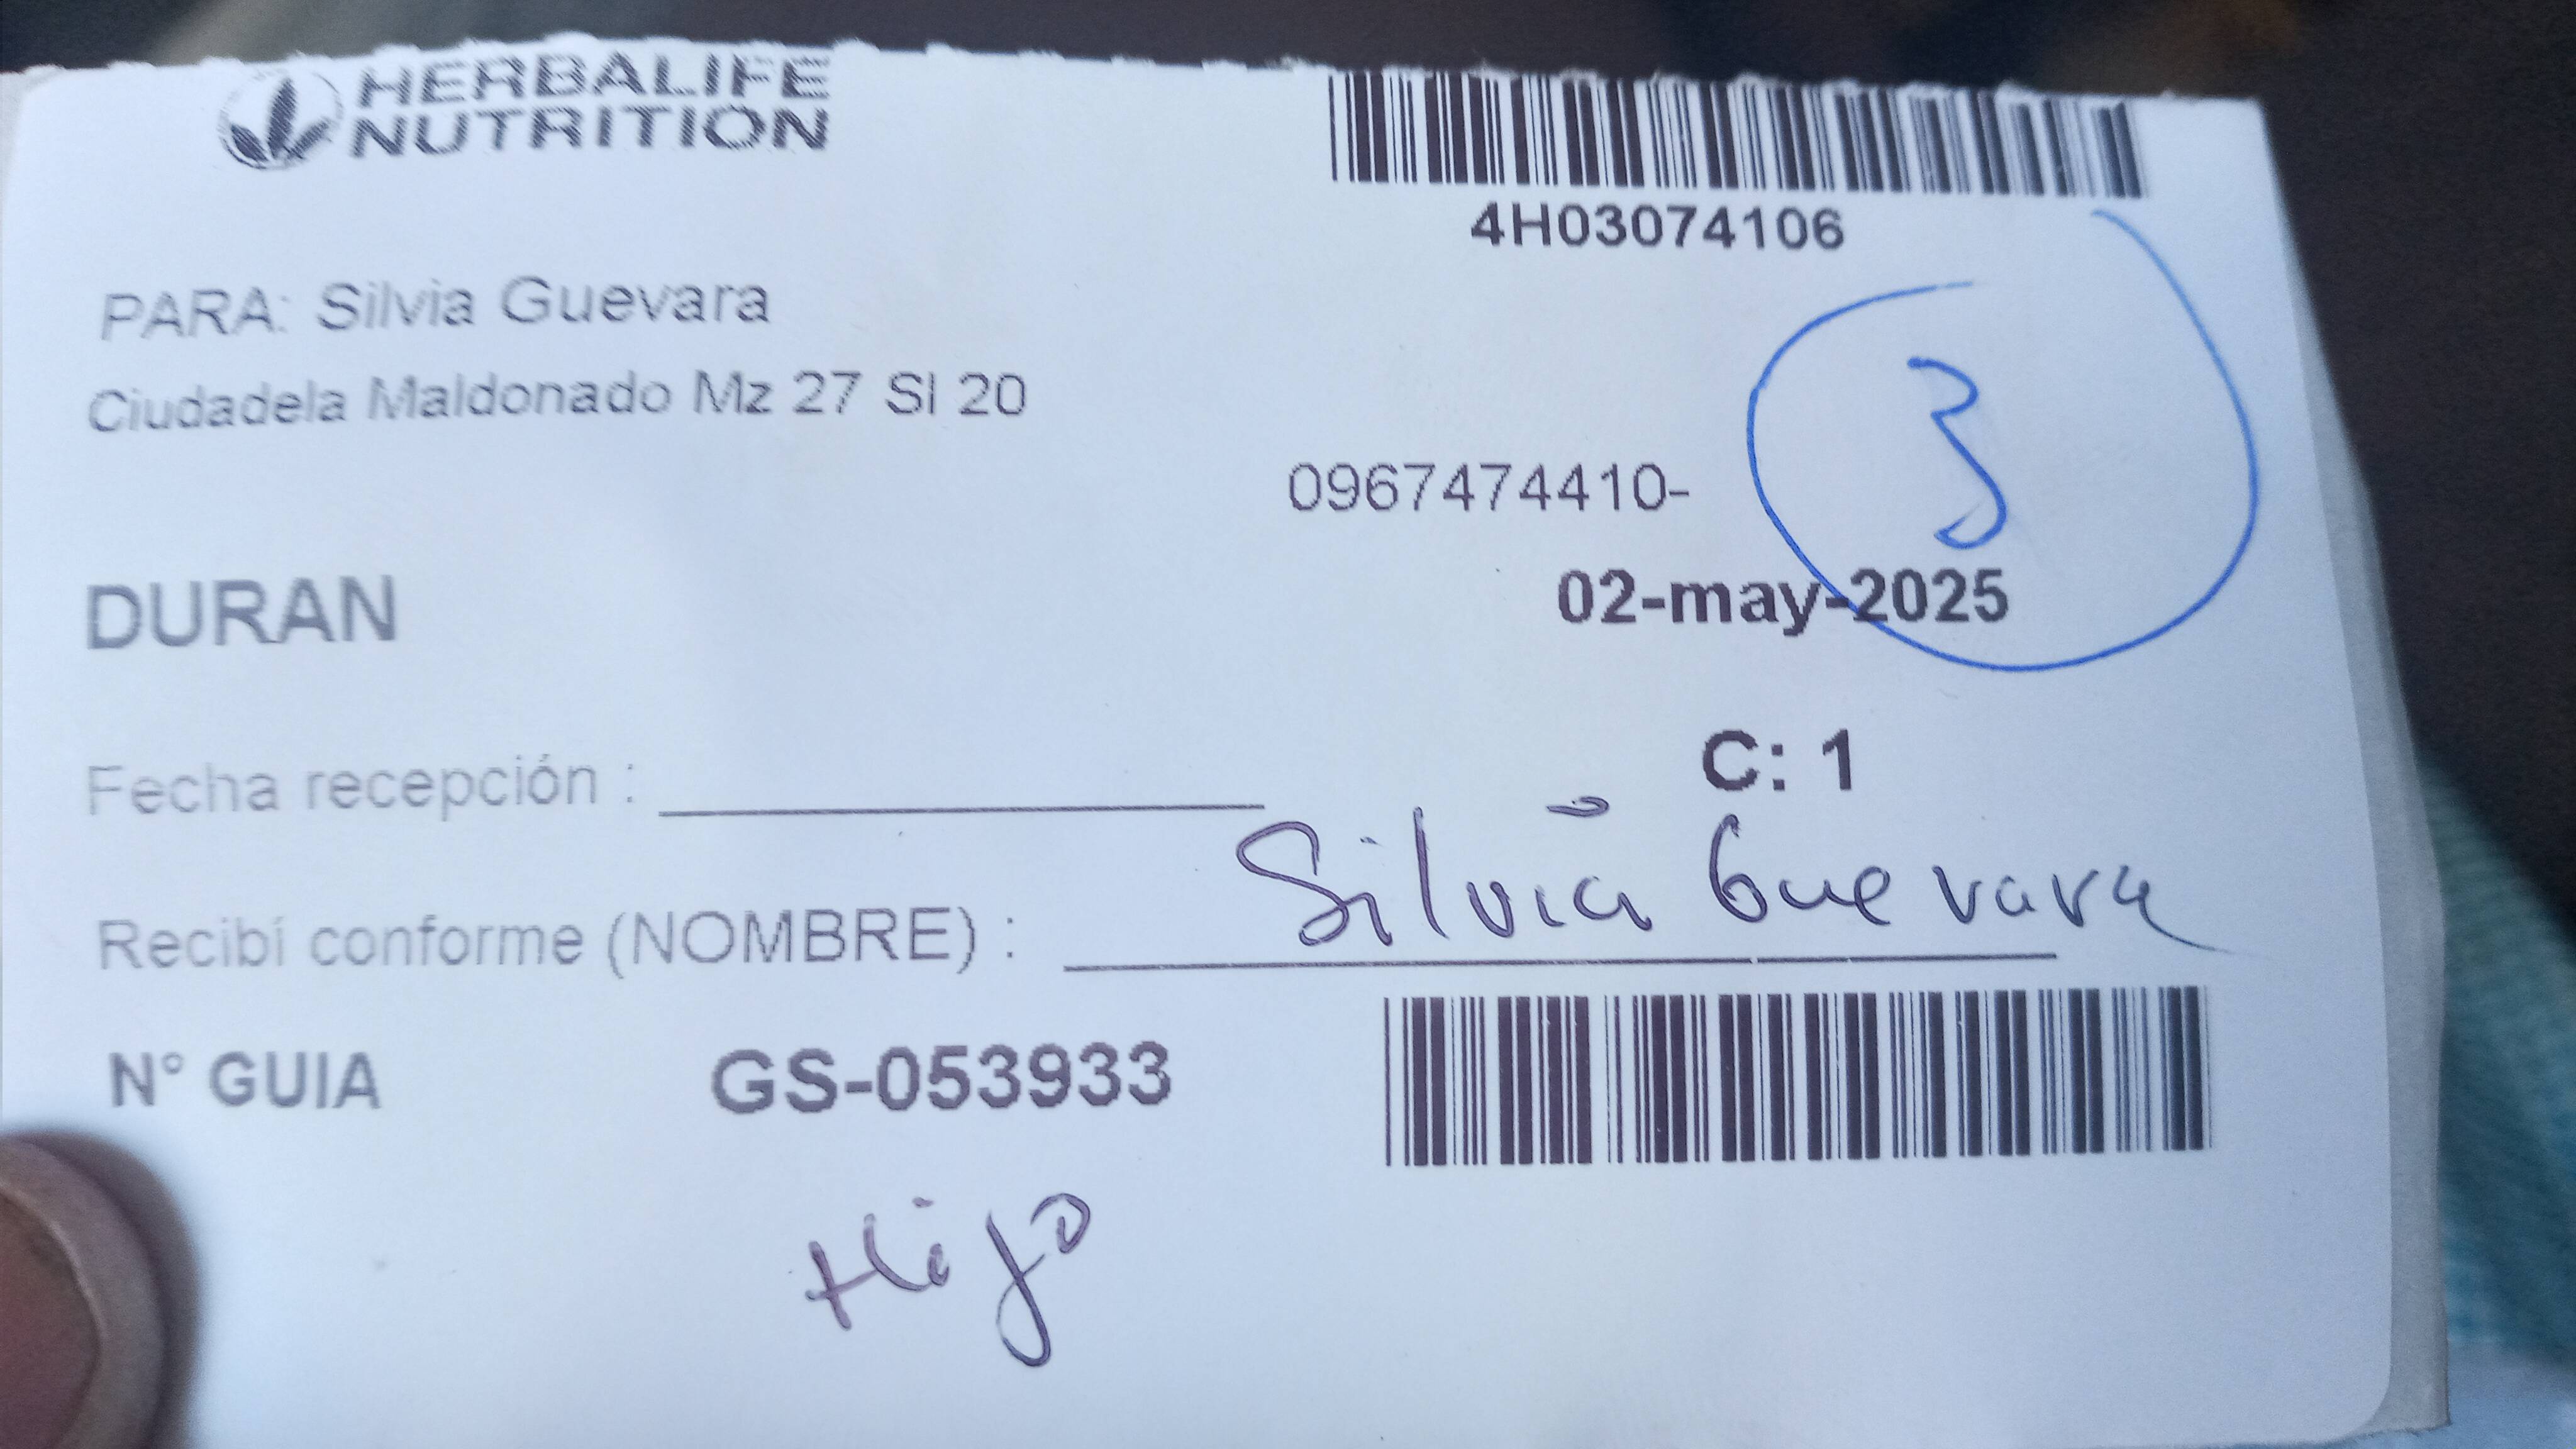 HERBALIFE
NUTRITION
4H03074106
PARA: Silvia Guevara
Ciudadela Maldonado Mz 27 Sl 20
3
0967474410-
DURAN
02-may-2025
C: 1
Fecha recepción :
Recibí conforme (NOMBRE) : Silvia Guevara
N° GUIA GS-053933
Hijo